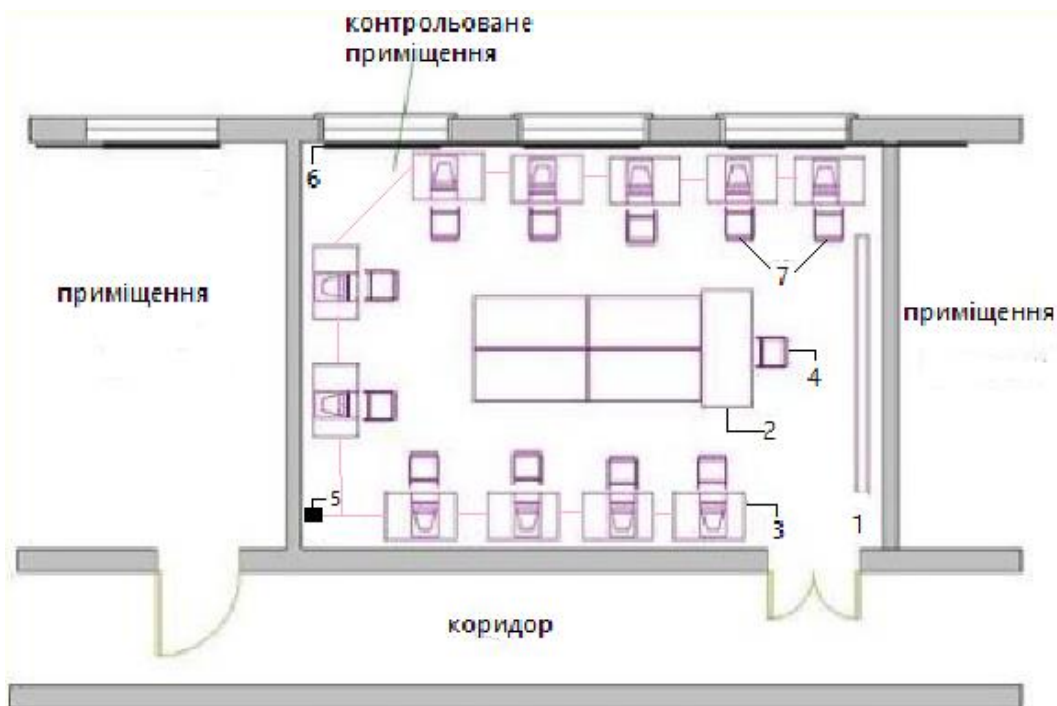 контрольоване
приміщення
6
7
приміщення
приміщення
4
2
5
3
1
коридор